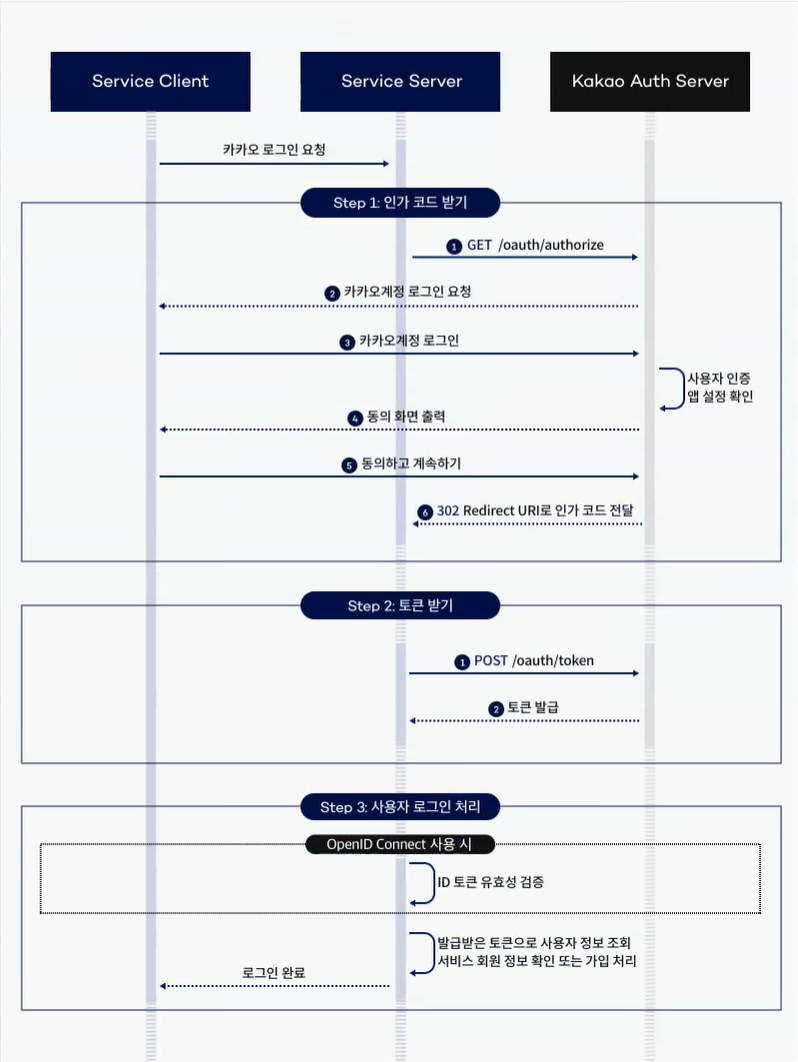 Service Client
Service Server
Kakao Auth Server
카카오 로그인 요청
Step 1: 인가 코드 받기
1 GET /oauth/authorize
2 카카오계정 로그인 요청
3 카카오계정 로그인
사용자 인증
앱 설정 확인
4 동의 화면 출력
5 동의하고 계속하기
6 302 Redirect URI로 인가 코드 전달
Step 2: 토큰 받기
1 POST /oauth/token
2 토큰 발급
Step 3: 사용자 로그인 처리
OpenID Connect 사용 시
ID 토큰 유효성 검증
발급받은 토큰으로 사용자 정보 조회
서비스 회원 정보 확인 또는 가입 처리
로그인 완료